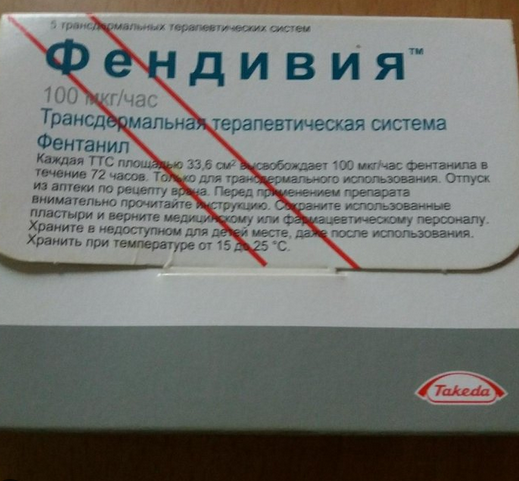 5 трансдермальных терапевтических систем
Фендивия™
100 мкг/час
Трансдермальная терапевтическая система
Фентанил
Каждая ТТС площадью 33,6 см² высвобождает 100 мкг/час фентанила в
течение 72 часов. Только для трансдермального использования. Отпуск
из аптеки по рецепту врача. Перед применением препарата
внимательно прочитайте инструкцию. Сохраните использованные
пластыри и верните медицинскому или фармацевтическому персоналу.
Храните в недоступном для детей месте, даже после использования.
Хранить при температуре от 15 до 25 °C.
Takeda